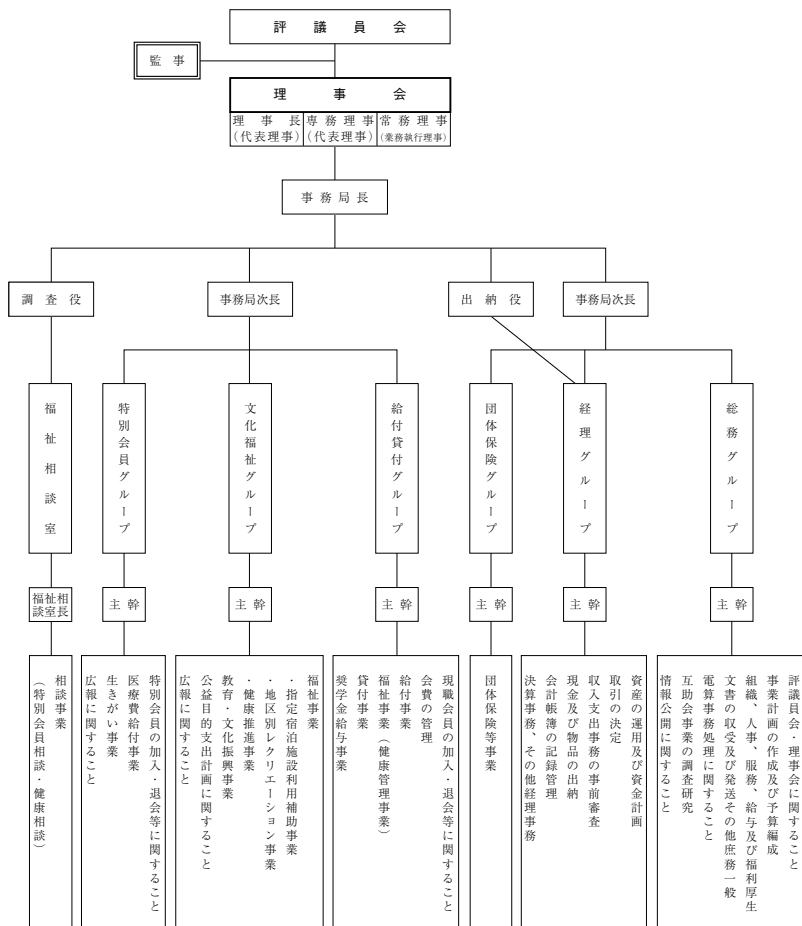 評議員会
監事
理事会
理事長
(代表理事)
専務理事
(代表理事)
常務理事
(業務執行理事)
事務局長
調査役
事務局次長
出納役
事務局次長
福祉相談室
特別会員グループ
文化福祉グループ
給付貸付グループ
団体保険グループ
経理グループ
総務グループ
福祉相
談室長
主幹
主幹
主幹
主幹
主幹
主幹
相談事業
(特別会員相談・健康相談)
特別会員の加入・退会等に関すること
医療費給付事業
生きがい事業
広報に関すること
福祉事業
・指定宿泊施設利用補助事業
・地区別レクリエーション事業
・健康推進事業
教育・文化振興事業
公益目的支出計画に関すること
広報に関すること
現職会員の加入・退会等に関すること
会費の管理
給付事業
福祉事業(健康管理事業)
貸付事業
奨学金給与事業
団体保険等事業
資産の運用及び資金計画
取引の決定
収入支出事務の事前審査
現金及び物品の出納
会計帳簿の記録管理
決算事務、その他経理事務
評議員会・理事会に関すること
事業計画の作成及び予算編成
組織、人事、服務、給与及び福利厚生
文書の収受及び発送その他庶務一般
電算事務処理に関すること
互助会事業の調査研究
情報公開に関すること